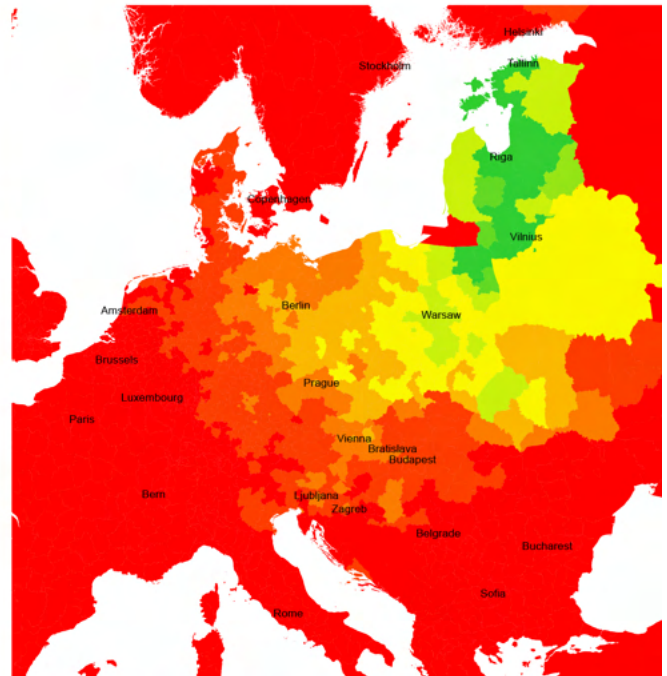 Helsinki
Tallinn
Stockholm
Riga
Copenhagen
Vilnius
Berlin
Amsterdam
Warsaw
Brussels
Prague
Luxembourg
Paris
Vienna
Bratislava
Budapest
Bern
Ljubljana
Zagreb
Belgrade
Bucharest
Sofia
Rome